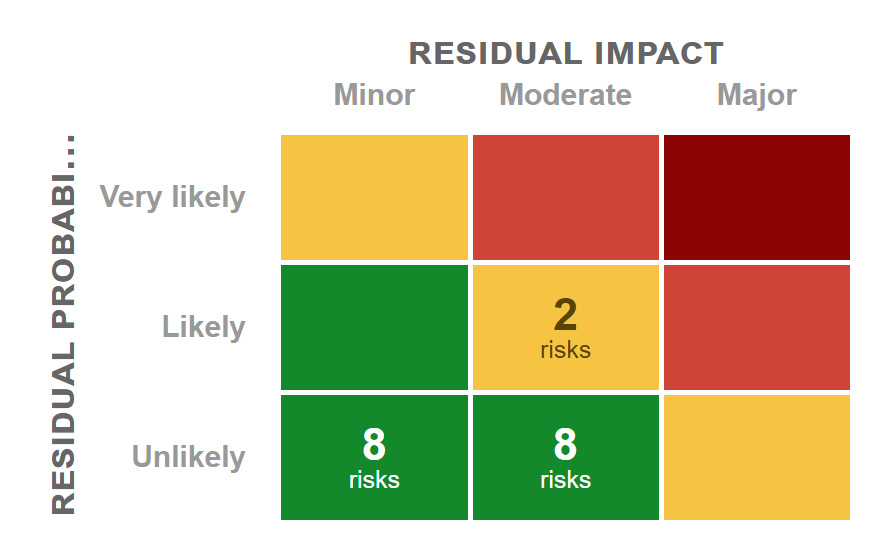 RESIDUAL IMPACT
Minor Moderate Major
RESIDUAL PROBABI...
Very likely
Likely
2
risks
Unlikely
8
risks
8
risks